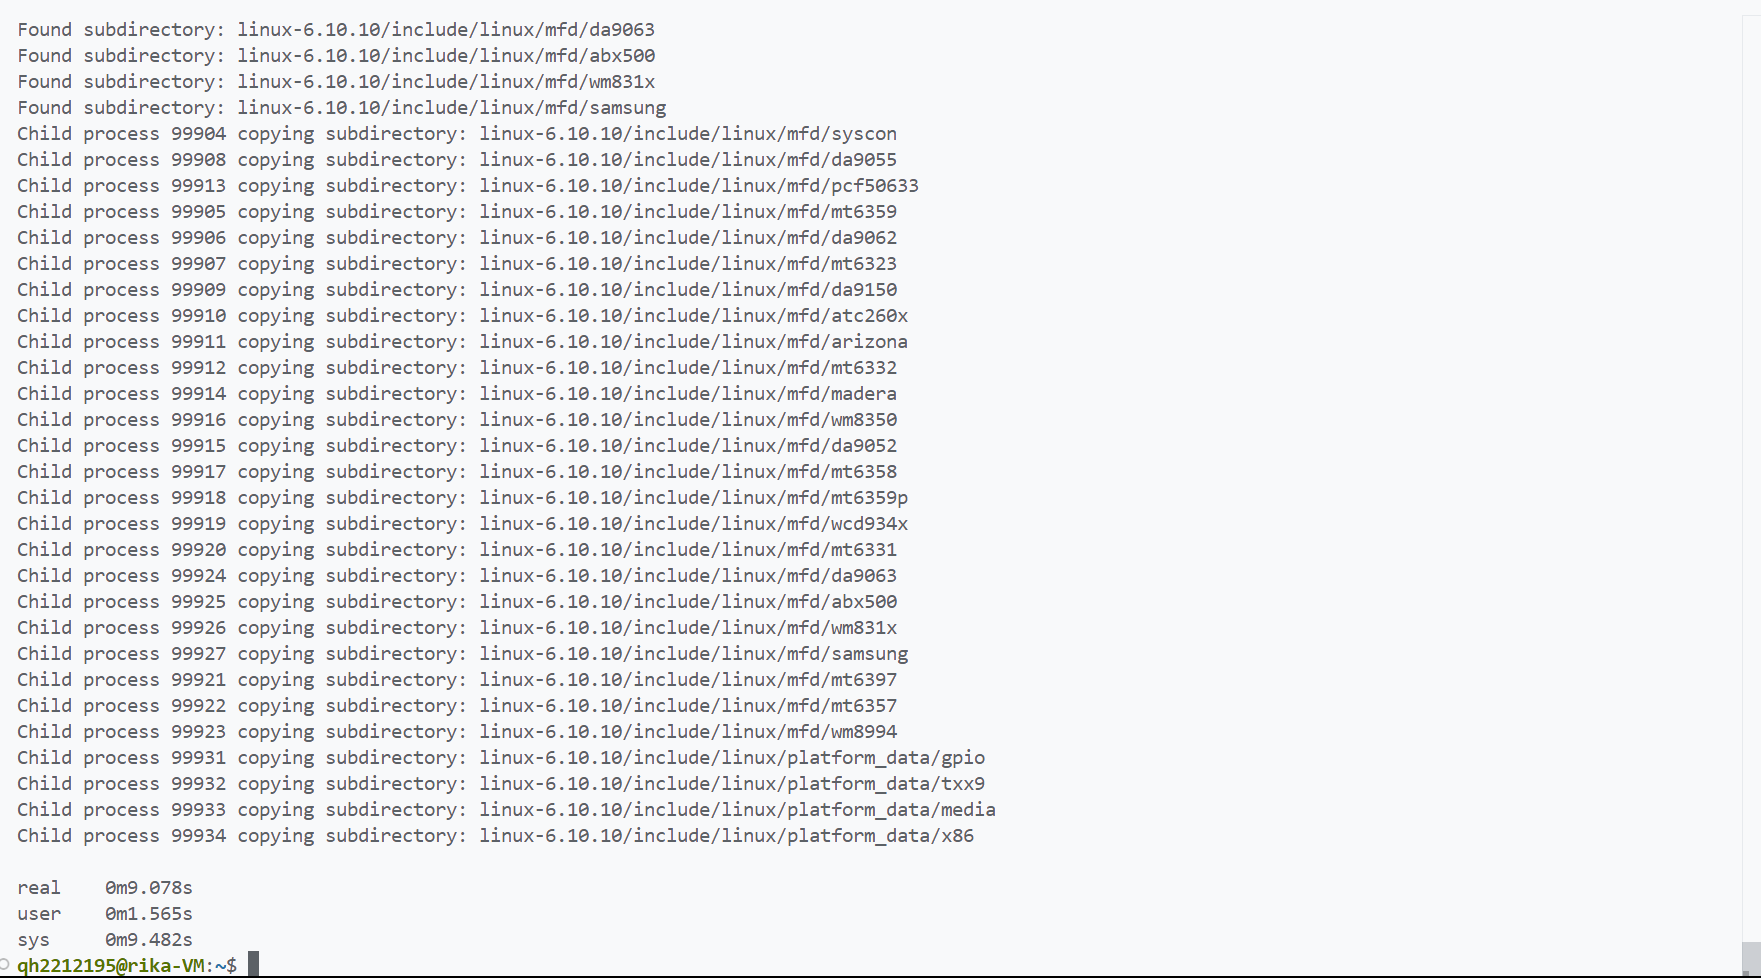 Found subdirectory: linux-6.10.10/include/linux/mfd/da9063
Found subdirectory: linux-6.10.10/include/linux/mfd/abx500
Found subdirectory: linux-6.10.10/include/linux/mfd/wm831x
Found subdirectory: linux-6.10.10/include/linux/mfd/samsung
Child process 99904 copying subdirectory: linux-6.10.10/include/linux/mfd/syscon
Child process 99908 copying subdirectory: linux-6.10.10/include/linux/mfd/da9055
Child process 99913 copying subdirectory: linux-6.10.10/include/linux/mfd/pcf50633
Child process 99905 copying subdirectory: linux-6.10.10/include/linux/mfd/mt6359
Child process 99906 copying subdirectory: linux-6.10.10/include/linux/mfd/da9062
Child process 99907 copying subdirectory: linux-6.10.10/include/linux/mfd/mt6323
Child process 99909 copying subdirectory: linux-6.10.10/include/linux/mfd/da9150
Child process 99910 copying subdirectory: linux-6.10.10/include/linux/mfd/atc260x
Child process 99911 copying subdirectory: linux-6.10.10/include/linux/mfd/arizona
Child process 99912 copying subdirectory: linux-6.10.10/include/linux/mfd/mt6332
Child process 99914 copying subdirectory: linux-6.10.10/include/linux/mfd/madera
Child process 99916 copying subdirectory: linux-6.10.10/include/linux/mfd/wm8350
Child process 99915 copying subdirectory: linux-6.10.10/include/linux/mfd/da9052
Child process 99917 copying subdirectory: linux-6.10.10/include/linux/mfd/mt6358
Child process 99918 copying subdirectory: linux-6.10.10/include/linux/mfd/mt6359p
Child process 99919 copying subdirectory: linux-6.10.10/include/linux/mfd/wcd934x
Child process 99920 copying subdirectory: linux-6.10.10/include/linux/mfd/mt6331
Child process 99924 copying subdirectory: linux-6.10.10/include/linux/mfd/da9063
Child process 99925 copying subdirectory: linux-6.10.10/include/linux/mfd/abx500
Child process 99926 copying subdirectory: linux-6.10.10/include/linux/mfd/wm831x
Child process 99927 copying subdirectory: linux-6.10.10/include/linux/mfd/samsung
Child process 99921 copying subdirectory: linux-6.10.10/include/linux/mfd/mt6397
Child process 99922 copying subdirectory: linux-6.10.10/include/linux/mfd/mt6357
Child process 99923 copying subdirectory: linux-6.10.10/include/linux/mfd/wm8994
Child process 99931 copying subdirectory: linux-6.10.10/include/linux/platform_data/gpio
Child process 99932 copying subdirectory: linux-6.10.10/include/linux/platform_data/txx9
Child process 99933 copying subdirectory: linux-6.10.10/include/linux/platform_data/media
Child process 99934 copying subdirectory: linux-6.10.10/include/linux/platform_data/x86
real 0m9.078s
user 0m1.565s
sys 0m9.482s
qh2212195@rika-VM:~$